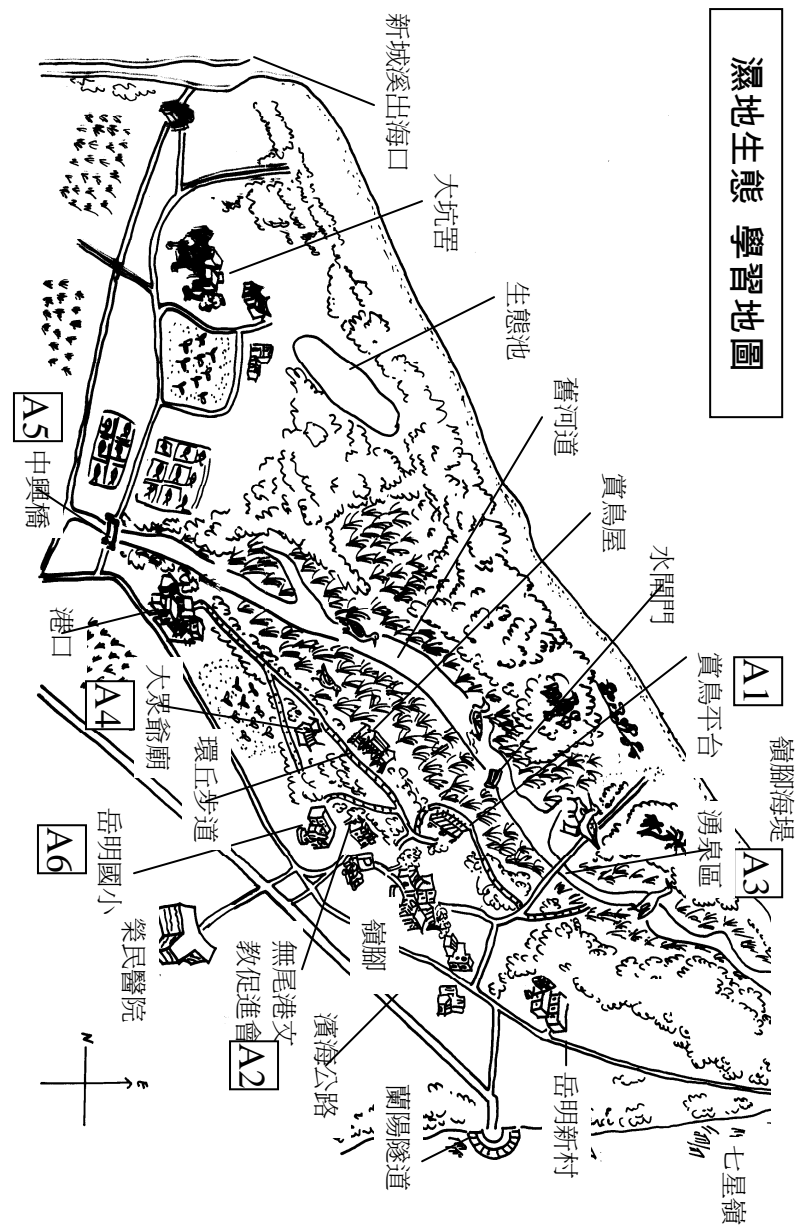 濕地生態 學習地圖
新城溪出海口
大坑罟
生態池
舊河道
賞鳥屋
水閘門
A1
賞鳥平台
嶺腳海堤
A3
湧泉區
A5
中興橋
港口
A4
大眾爺廟
環丘步道
A6
岳明國小
榮民醫院
無尾港文
教促進會
A2
嶺腳
濱海公路
蘭陽隧道
岳明新村
七星嶺
P
N
E